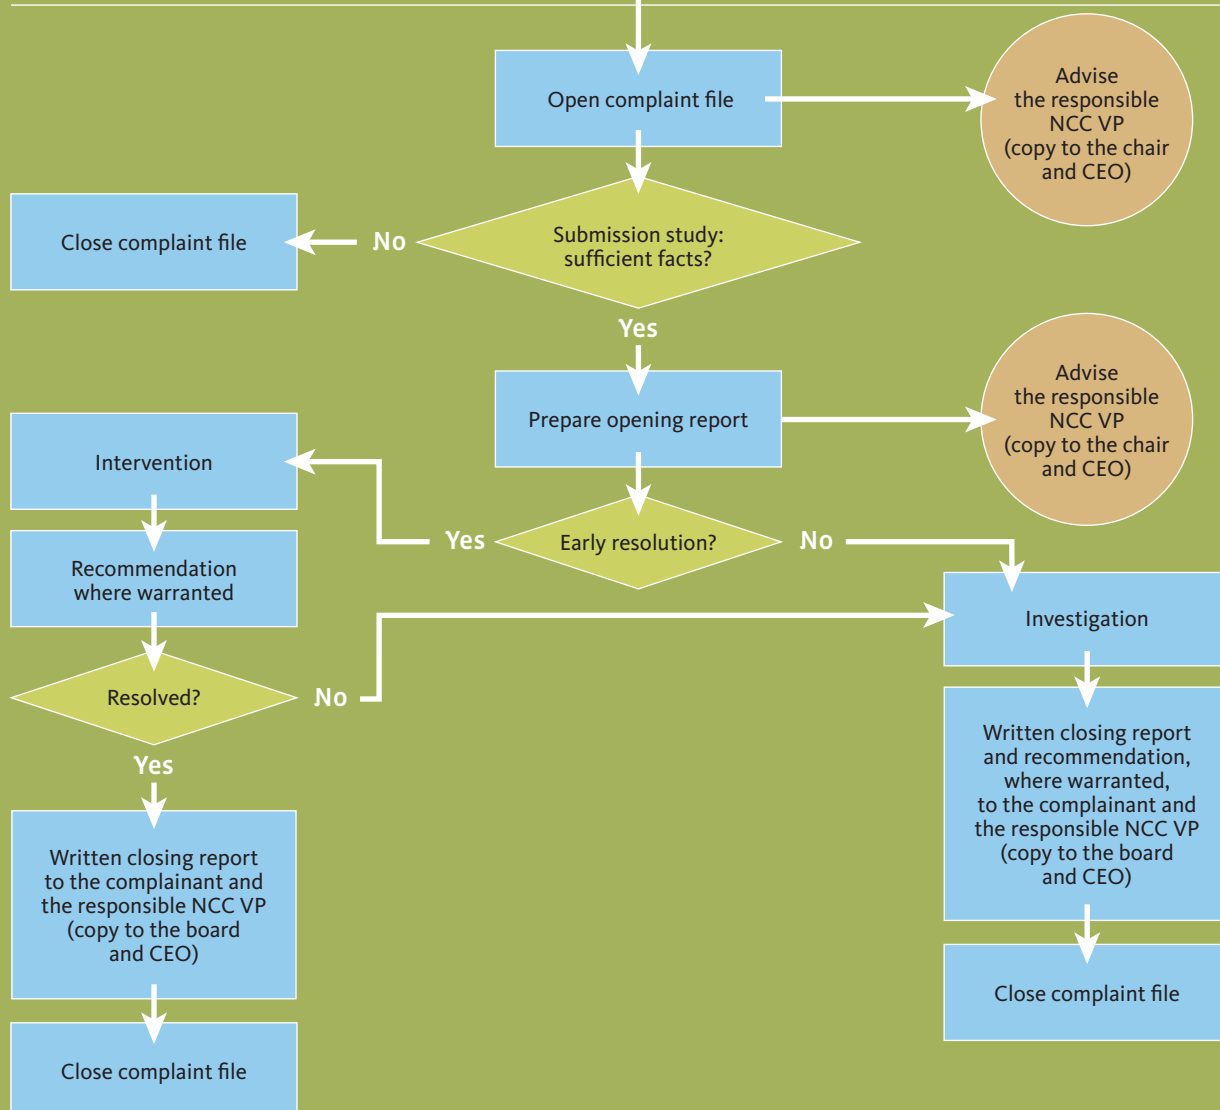 Open complaint file
Advise
the responsible
NCC VP
(copy to the chair
and CEO)
Close complaint file
No
Submission study:
sufficient facts?
Yes
Prepare opening report
Advise
the responsible
NCC VP
(copy to the chair
and CEO)
Intervention
Yes
Early resolution?
No
Recommendation
where warranted
Investigation
Resolved?
No
Yes
Written closing report
and recommendation,
where warranted,
to the complainant and
the responsible NCC VP
(copy to the board
and CEO)
Written closing report
to the complainant and
the responsible NCC VP
(copy to the board
and CEO)
Close complaint file
Close complaint file